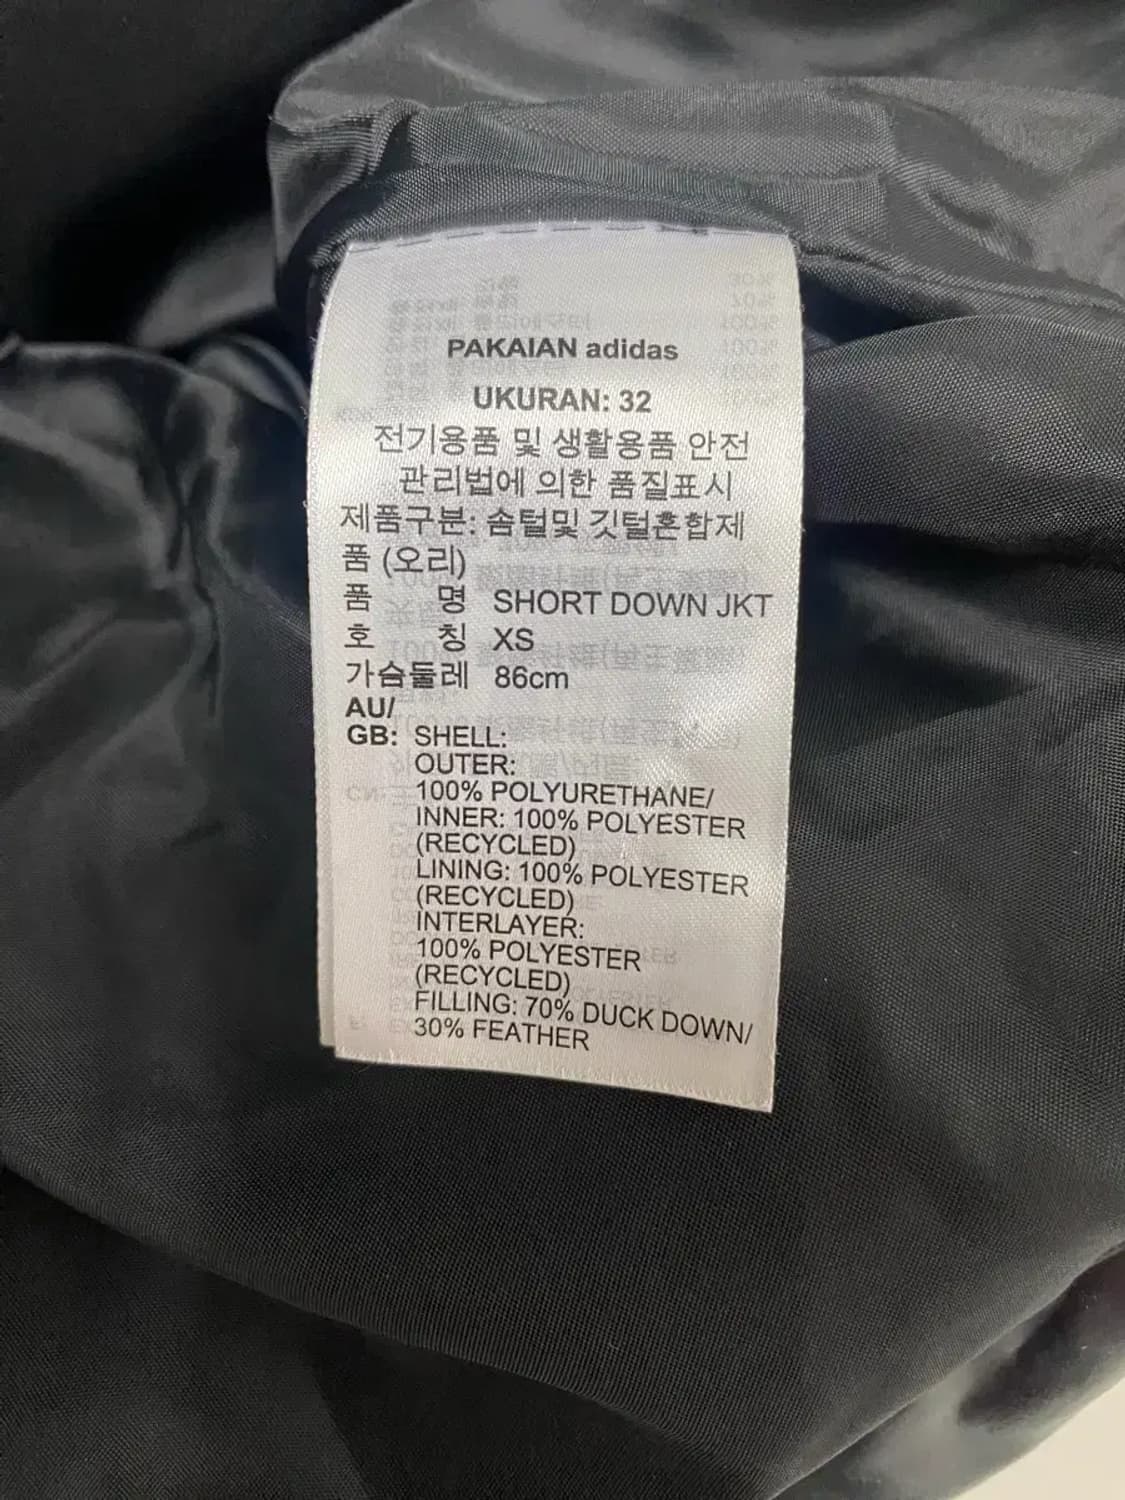 PAKAIAN adidas
UKURAN: 32
전기용품 및 생활용품 안전
관리법에 의한 품질표시
제품구분: 솜털및 깃털혼합제
품 (오리)
품 명 SHORT DOWN JKT
호 칭 XS
가슴둘레 86cm
AU/
GB: SHELL:
OUTER:
100% POLYURETHANE/
INNER: 100% POLYESTER
(RECYCLED)
LINING: 100% POLYESTER
(RECYCLED)
INTERLAYER:
100% POLYESTER
(RECYCLED)
FILLING: 70% DUCK DOWN/
30% FEATHER